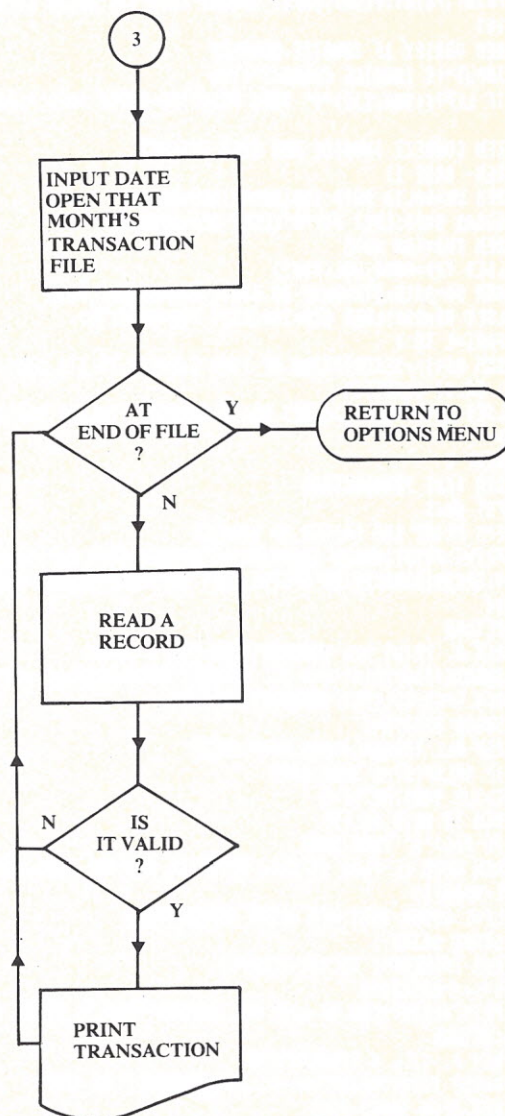 3
INPUT DATE
OPEN THAT
MONTH'S
TRANSACTION
FILE
AT
END OF FILE
?
Y
RETURN TO
OPTIONS MENU
N
READ A
RECORD
N
IS
IT VALID
?
Y
PRINT
TRANSACTION